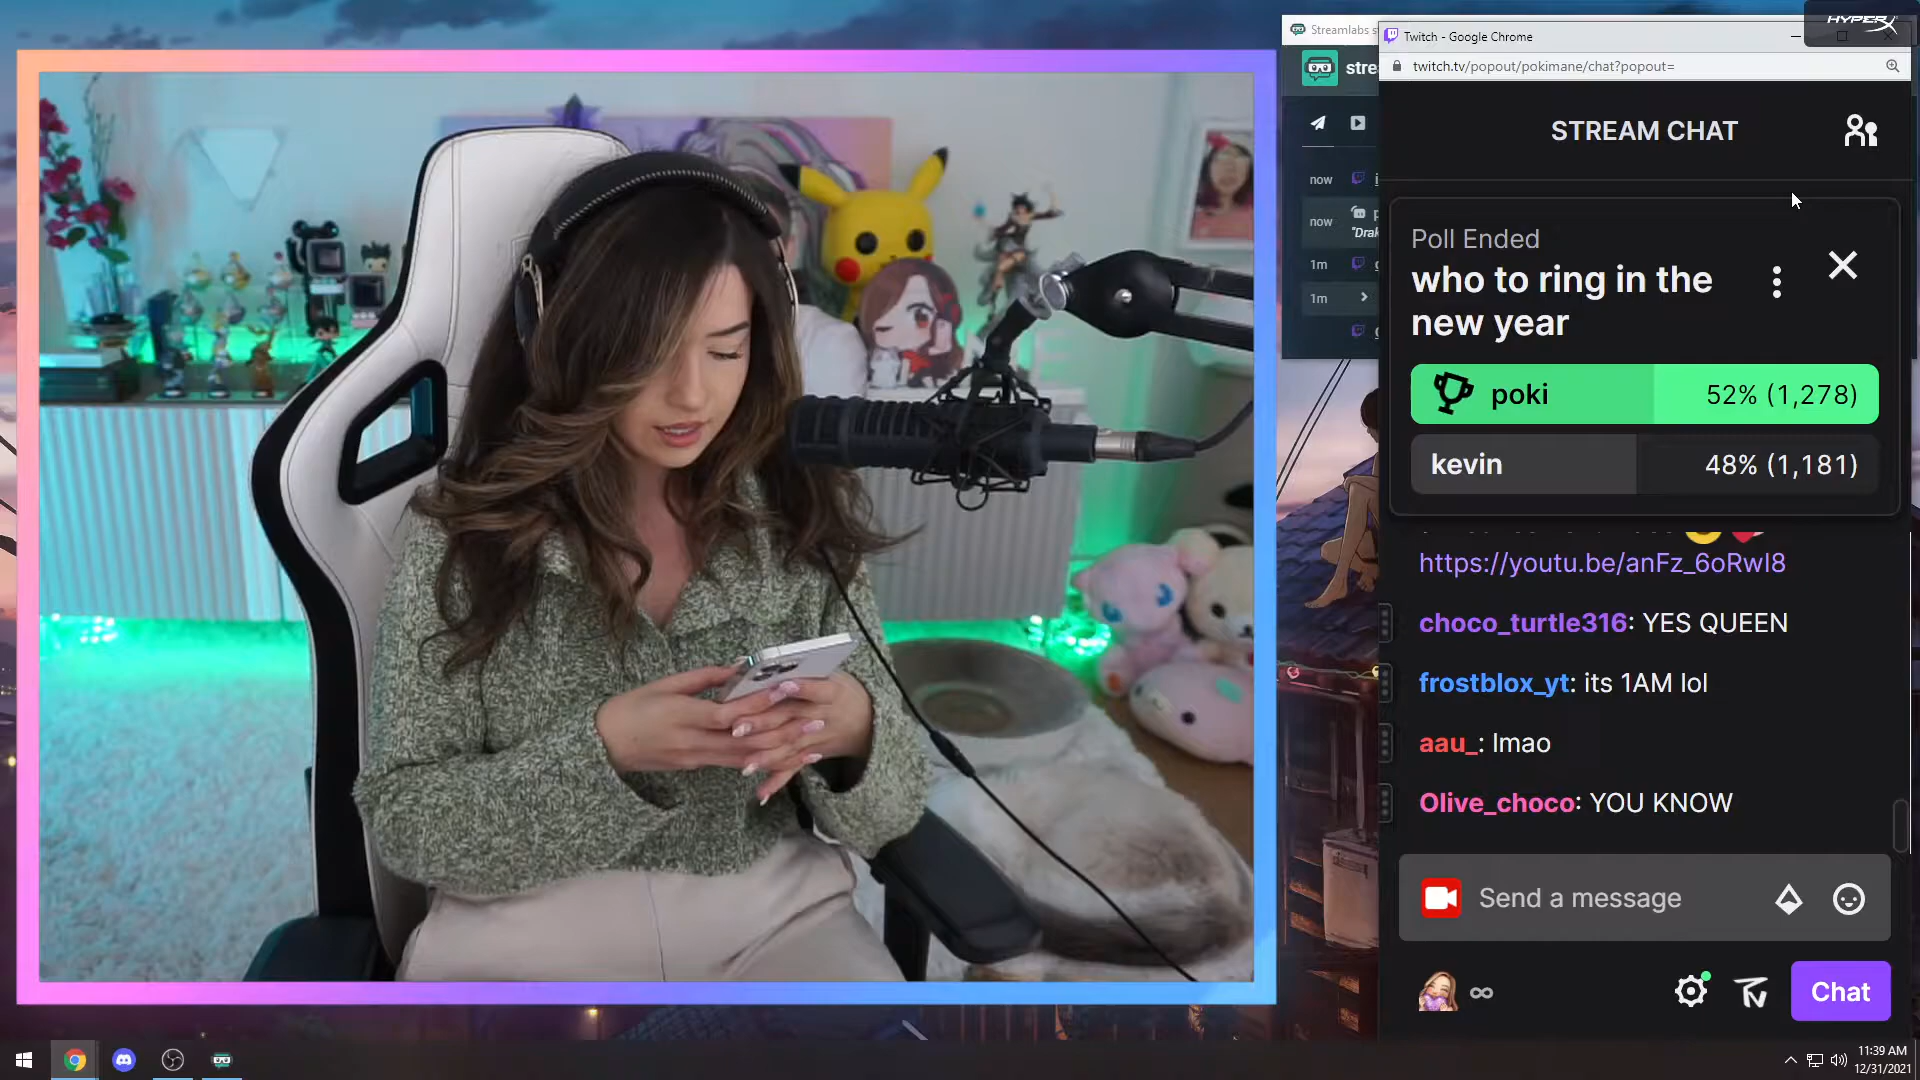 HYPERX
Streamlabs s
Twitch - Google Chrome
twitch.tv/popout/pokimane/chat?popout=
stre
STREAM CHAT
now
now
"Drak
1m
1m
Poll Ended
who to ring in the
new year
poki 52% (1,278)
kevin 48% (1,181)
https://youtu.be/anFz_6oRwI8
choco_turtle316: YES QUEEN
frostblox_yt: its 1AM lol
aau_: lmao
Olive_choco: YOU KNOW
Send a message
Chat
11:39 AM
12/31/2021